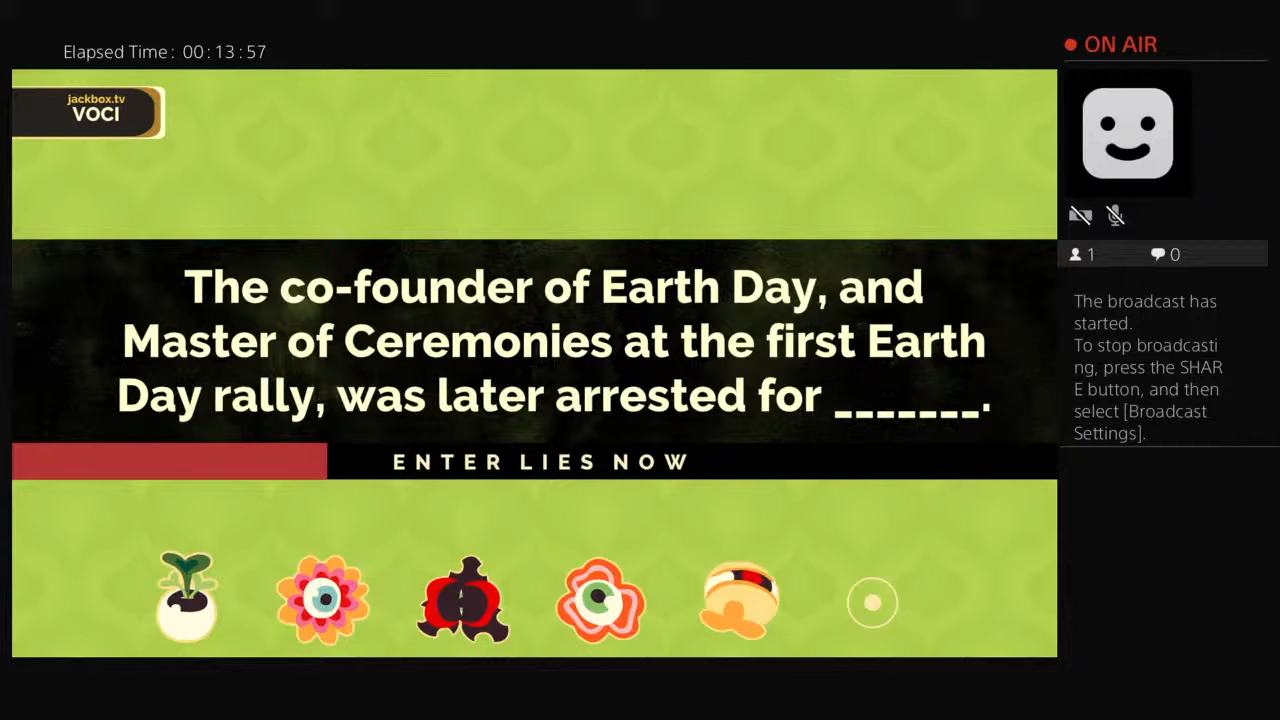 Elapsed Time: 00:13:57
ON AIR
jackbox.tv
VOCI
1
0
The co-founder of Earth Day, and
Master of Ceremonies at the first Earth
Day rally, was later arrested for _______.
ENTER LIES NOW
The broadcast has
started.
To stop broadcasti
ng, press the SHAR
E button, and then
select [Broadcast
Settings].